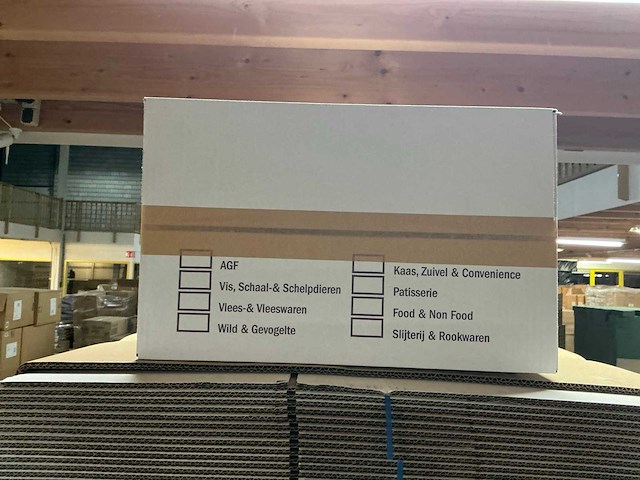 AGF
Vis, Schaal-& Schelpdieren
Vlees-& Vleeswaren
Wild & Gevogelte
Kaas, Zuivel & Convenience
Patisserie
Food & Non Food
Slijterij & Rookwaren